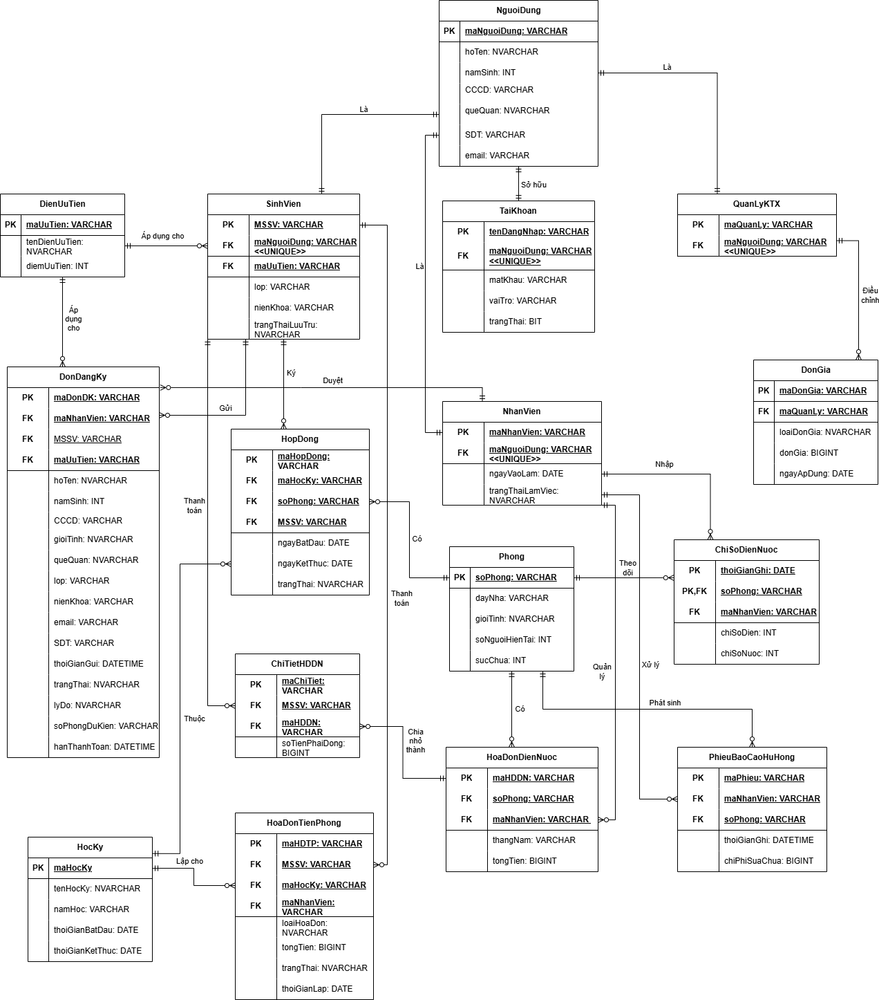 NguoiDung
PK
maNguoiDung: VARCHAR
hoTen: NVARCHAR
namSinh: INT
CCCD: VARCHAR
queQuan: NVARCHAR
SDT: VARCHAR
email: VARCHAR
Là
Là
Là
Sở hữu
DienUuTien
PK
maUuTien: VARCHAR
tenDienUuTien:
NVARCHAR
diemUuTien: INT
Áp dụng cho
Áp
dụng
cho
SinhVien
PK
MSSV: VARCHAR
FK
maNguoiDung: VARCHAR
<<UNIQUE>>
FK
maUuTien: VARCHAR
lop: VARCHAR
nienKhoa: VARCHAR
trangThaiLuuTru:
NVARCHAR
TaiKhoan
PK
tenDangNhap: VARCHAR
FK
maNguoiDung: VARCHAR
<<UNIQUE>>
matKhau: VARCHAR
vaiTro: VARCHAR
trangThai: BIT
QuanLyKTX
PK
maQuanLy: VARCHAR
FK
maNguoiDung: VARCHAR
<<UNIQUE>>
Điều
chỉnh
DonGia
PK
maDonGia: VARCHAR
FK
maQuanLy: VARCHAR
loaiDonGia: NVARCHAR
donGia: BIGINT
ngayApDung: DATE
DonDangKy
PK
maDonDK: VARCHAR
FK
maNhanVien: VARCHAR
FK
MSSV: VARCHAR
FK
maUuTien: VARCHAR
hoTen: NVARCHAR
namSinh: INT
CCCD: VARCHAR
gioiTinh: NVARCHAR
queQuan: NVARCHAR
lop: VARCHAR
nienKhoa: VARCHAR
email: VARCHAR
SDT: VARCHAR
thoiGianGui: DATETIME
trangThai: NVARCHAR
lyDo: NVARCHAR
soPhongDuKien: VARCHAR
hanThanhToan: DATETIME
Duyệt
Gửi
Ký
Thanh
toán
Thanh
toán
HopDong
PK
maHopDong:
VARCHAR
FK
maHocKy: VARCHAR
FK
soPhong: VARCHAR
FK
MSSV: VARCHAR
ngayBatDau: DATE
ngayKetThuc: DATE
trangThai: NVARCHAR
Có
NhanVien
PK
maNhanVien: VARCHAR
FK
maNguoiDung: VARCHAR
<<UNIQUE>>
ngayVaoLam: DATE
trangThaiLamViec:
NVARCHAR
Nhập
Theo
dõi
Quản
lý
Xử lý
Phong
PK
soPhong: VARCHAR
dayNha: VARCHAR
gioiTinh: NVARCHAR
soNguoiHienTai: INT
sucChua: INT
ChiSoDienNuoc
PK
thoiGianGhi: DATE
PK,FK
soPhong: VARCHAR
FK
maNhanVien: VARCHAR
chiSoDien: INT
chiSoNuoc: INT
Có
Phát sinh
ChiTietHDDN
PK
maChiTiet:
VARCHAR
FK
MSSV: VARCHAR
FK
maHDDN:
VARCHAR
soTienPhaiDong:
BIGINT
Chia
nhỏ
thành
Thuộc
HoaDonDienNuoc
PK
maHDDN: VARCHAR
FK
soPhong: VARCHAR
FK
maNhanVien: VARCHAR
thangNam: VARCHAR
tongTien: BIGINT
PhieuBaoCaoHuHong
PK
maPhieu: VARCHAR
FK
maNhanVien: VARCHAR
FK
soPhong: VARCHAR
thoiGianGhi: DATETIME
chiPhiSuaChua: BIGINT
HocKy
PK
maHocKy
tenHocKy: NVARCHAR
namHoc: VARCHAR
thoiGianBatDau: DATE
thoiGianKetThuc: DATE
Lập cho
HoaDonTienPhong
PK
maHDTP: VARCHAR
FK
MSSV: VARCHAR
FK
maHocKy: VARCHAR
FK
maNhanVien:
VARCHAR
loaiHoaDon:
NVARCHAR
tongTien: BIGINT
trangThai: NVARCHAR
thoiGianLap: DATE